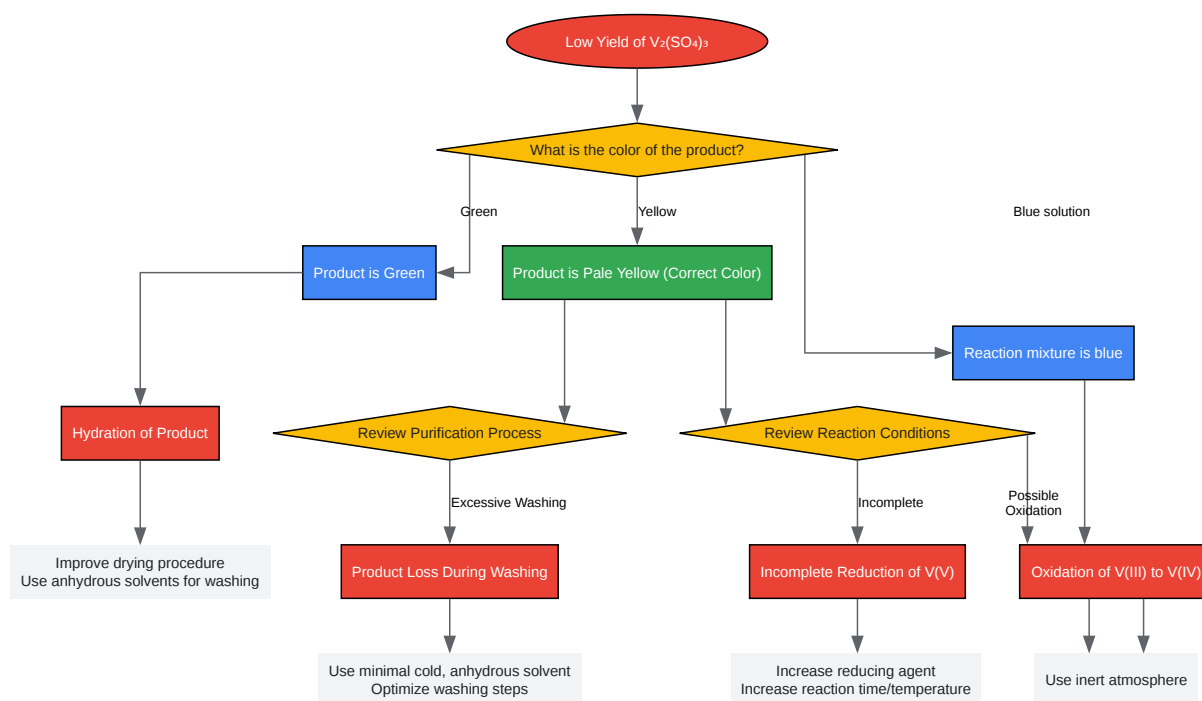 Low Yield of V₂(SO₄)₃
What is the color of the product?
Green
Yellow
Blue solution
Product is Green
Product is Pale Yellow (Correct Color)
Reaction mixture is blue
Hydration of Product
Review Purification Process
Review Reaction Conditions
Excessive Washing
Incomplete
Possible
Oxidation
Improve drying procedure
Use anhydrous solvents for washing
Product Loss During Washing
Incomplete Reduction of V(V)
Oxidation of V(III) to V(IV)
Use minimal cold, anhydrous solvent
Optimize washing steps
Increase reducing agent
Increase reaction time/temperature
Use inert atmosphere